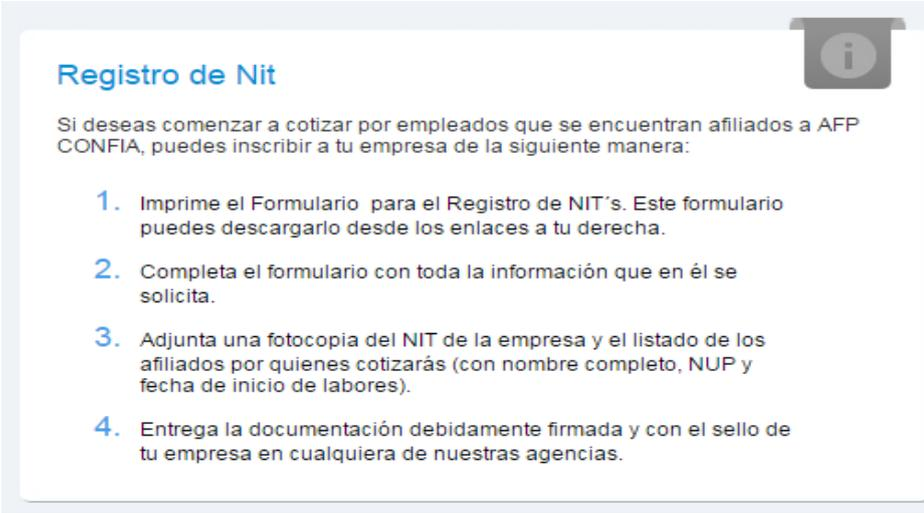 Registro de Nit
Si deseas comenzar a cotizar por empleados que se encuentran afiliados a AFP
CONFIA, puedes inscribir a tu empresa de la siguiente manera:
1. Imprime el Formulario para el Registro de NIT´s. Este formulario
puedes descargarlo desde los enlaces a tu derecha.
2. Completa el formulario con toda la información que en él se
solicita.
3. Adjunta una fotocopia del NIT de la empresa y el listado de los
afiliados por quienes cotizarás (con nombre completo, NUP y
fecha de inicio de labores).
4. Entrega la documentación debidamente firmada y con el sello de
tu empresa en cualquiera de nuestras agencias.